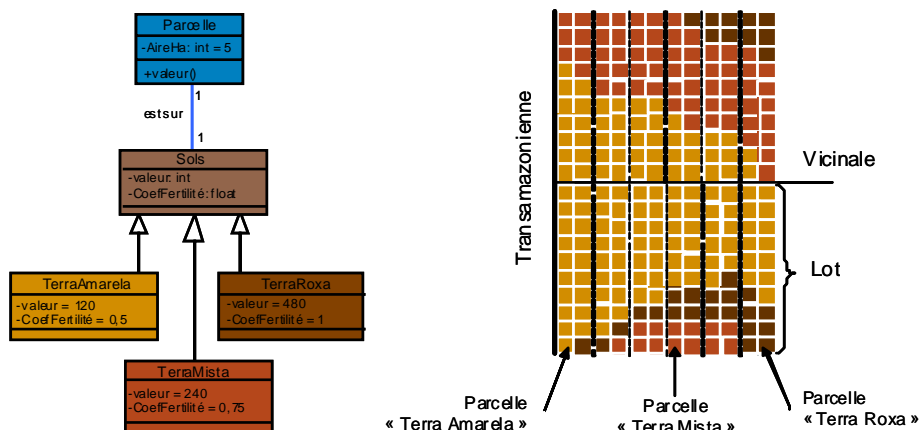 Parcelle
-AireHa: int = 5
+valeur()
1
est sur
1
Sols
-valeur: int
-CoefFertilité: float
TerraAmarela
-valeur = 120
-CoefFertilité = 0,5
TerraRoxa
-valeur = 480
-CoefFertilité = 1
TerraMista
-valeur = 240
-CoefFertilité = 0,75
Transamazonienne
Vicinale
Lot
Parcelle
« Terra Amarela »
Parcelle
« Terra Mista »
Parcelle
« Terra Roxa »